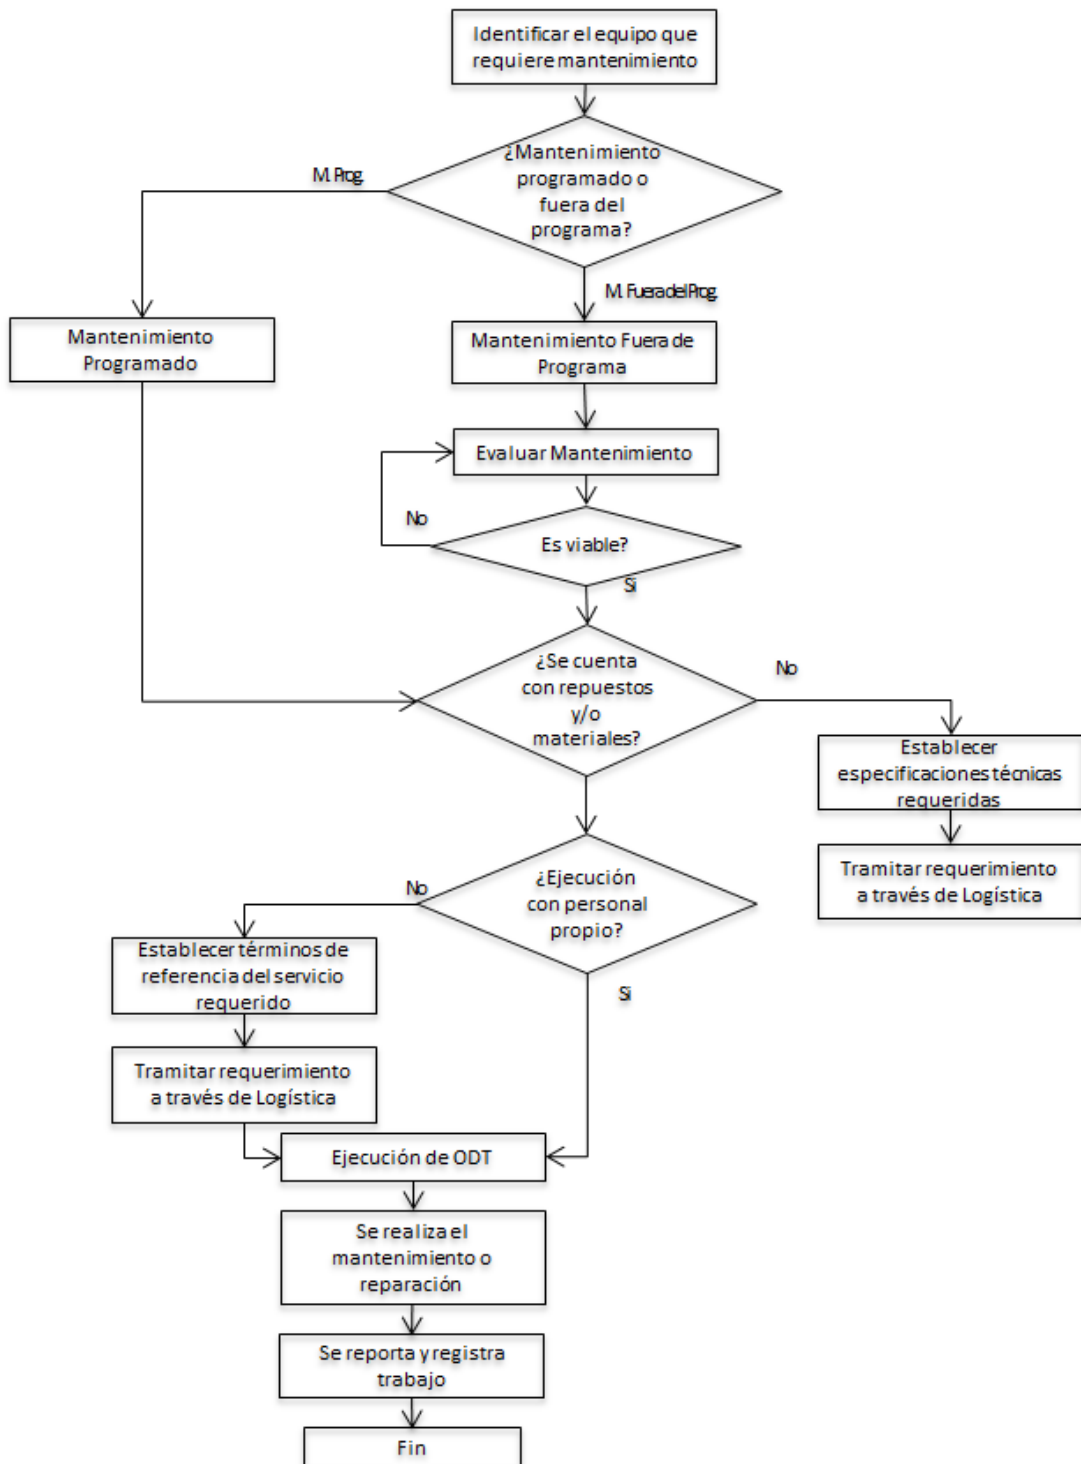 Identificar el equipo que
requiere mantenimiento
¿Mantenimiento
programado o
fuera del
programa?
M. Prog.
M. Fuera del Prog.
Mantenimiento
Programado
Mantenimiento Fuera de
Programa
Evaluar Mantenimiento
No
Es viable?
Si
¿Se cuenta
con repuestos
y/o
materiales?
No
Establecer
especificaciones técnicas
requeridas
Tramitar requerimiento
a través de Logística
¿Ejecución
con personal
propio?
No
Si
Establecer términos de
referencia del servicio
requerido
Tramitar requerimiento
a través de Logística
Ejecución de ODT
Se realiza el
mantenimiento o
reparación
Se reporta y registra
trabajo
Fin